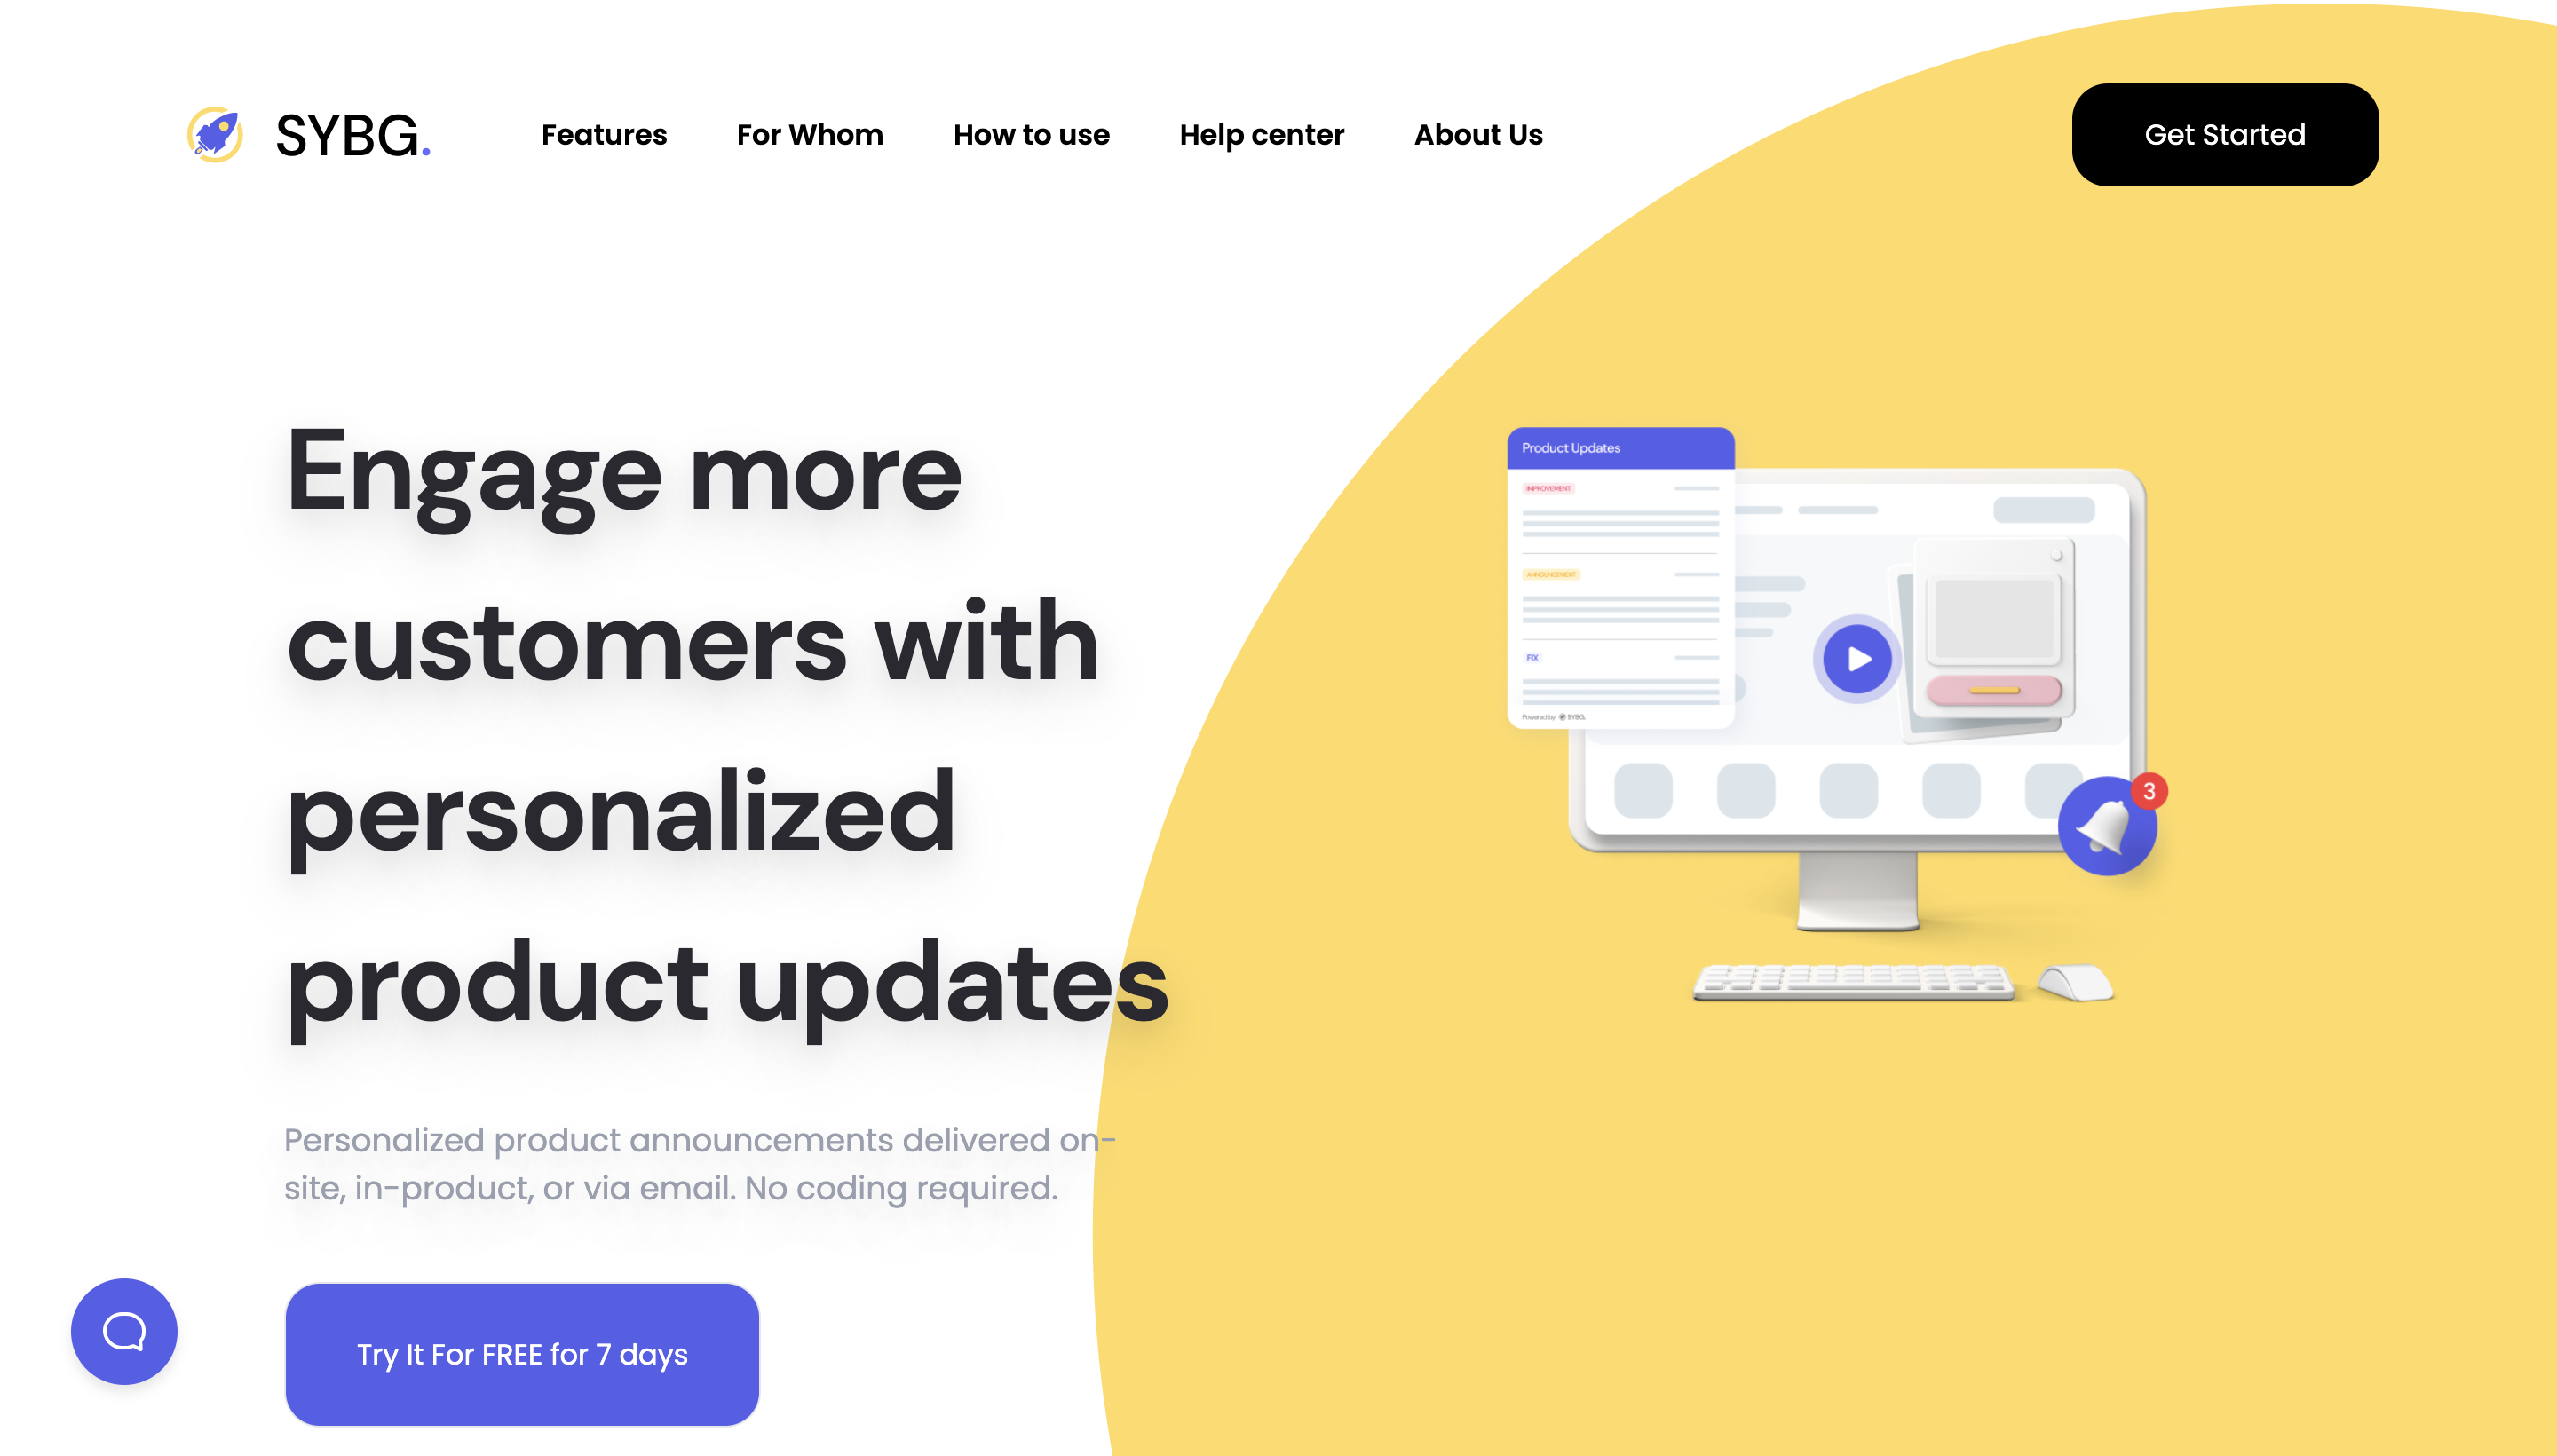 SYBG.
Features
For Whom
How to use
Help center
About Us
Get Started
Engage more
customers with
personalized
product updates
Personalized product announcements delivered on-
site, in-product, or via email. No coding required.
Try It For FREE for 7 days
Product Updates
IMPROVEMENT
ANNOUNCEMENT
FIX
Powered by SYBG.
3